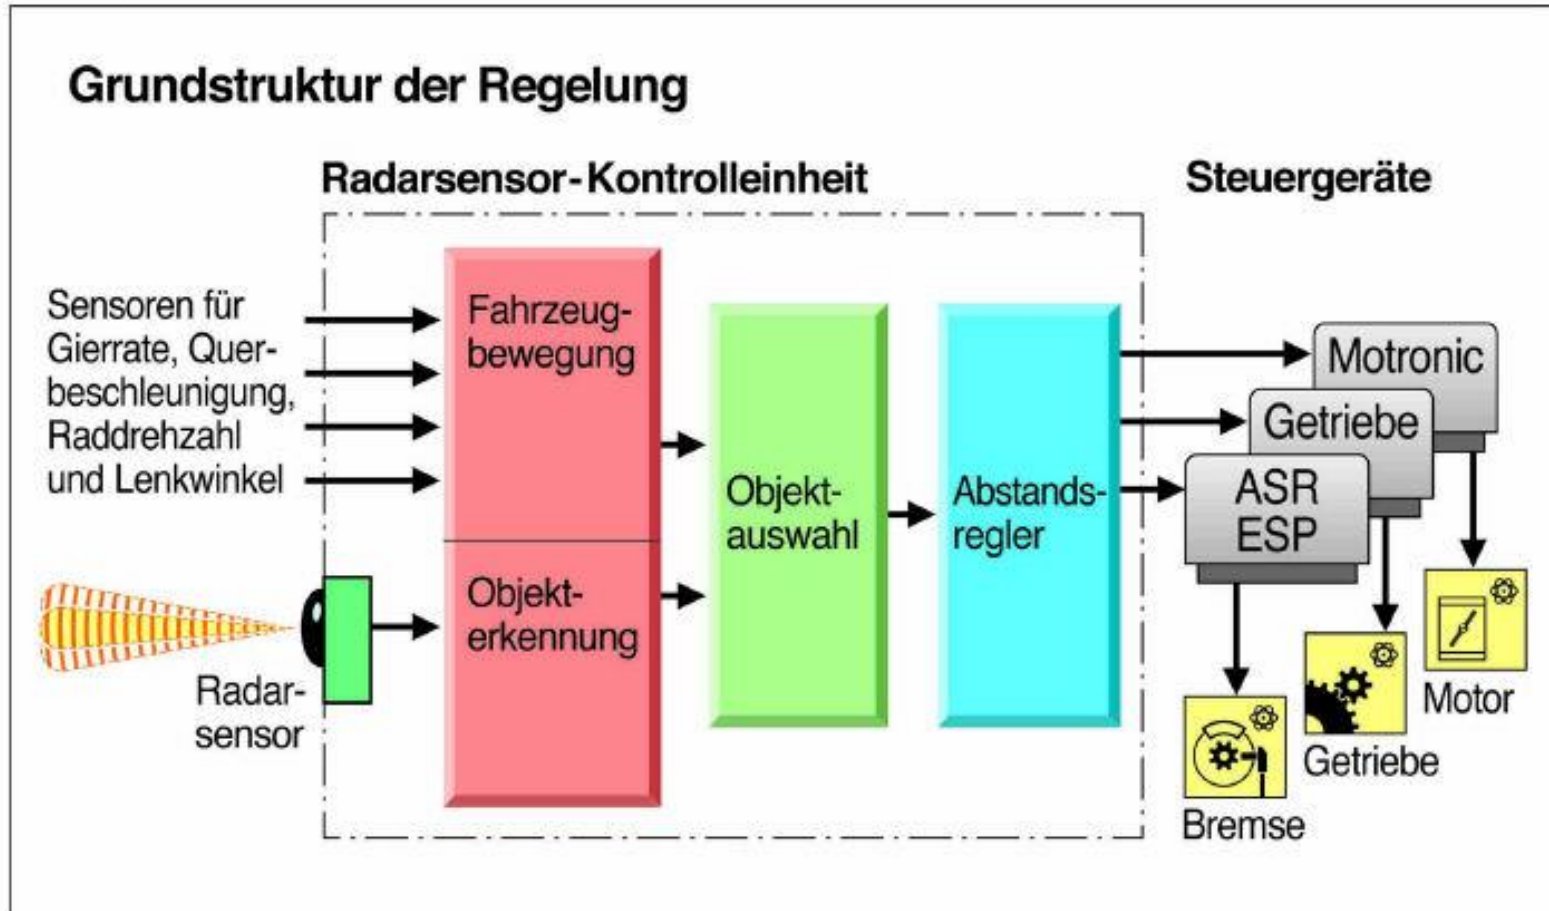 Grundstruktur der Regelung
Radarsensor-Kontrolleinheit
Steuergeräte
Sensoren für
Gierrate, Quer-
beschleunigung,
Raddrehzahl
und Lenkwinkel
Radar-
sensor
Fahrzeug-
bewegung
Objekt-
erkennung
Objekt-
auswahl
Abstands-
regler
Motronic
Getriebe
ASR
ESP
Motor
Getriebe
Bremse